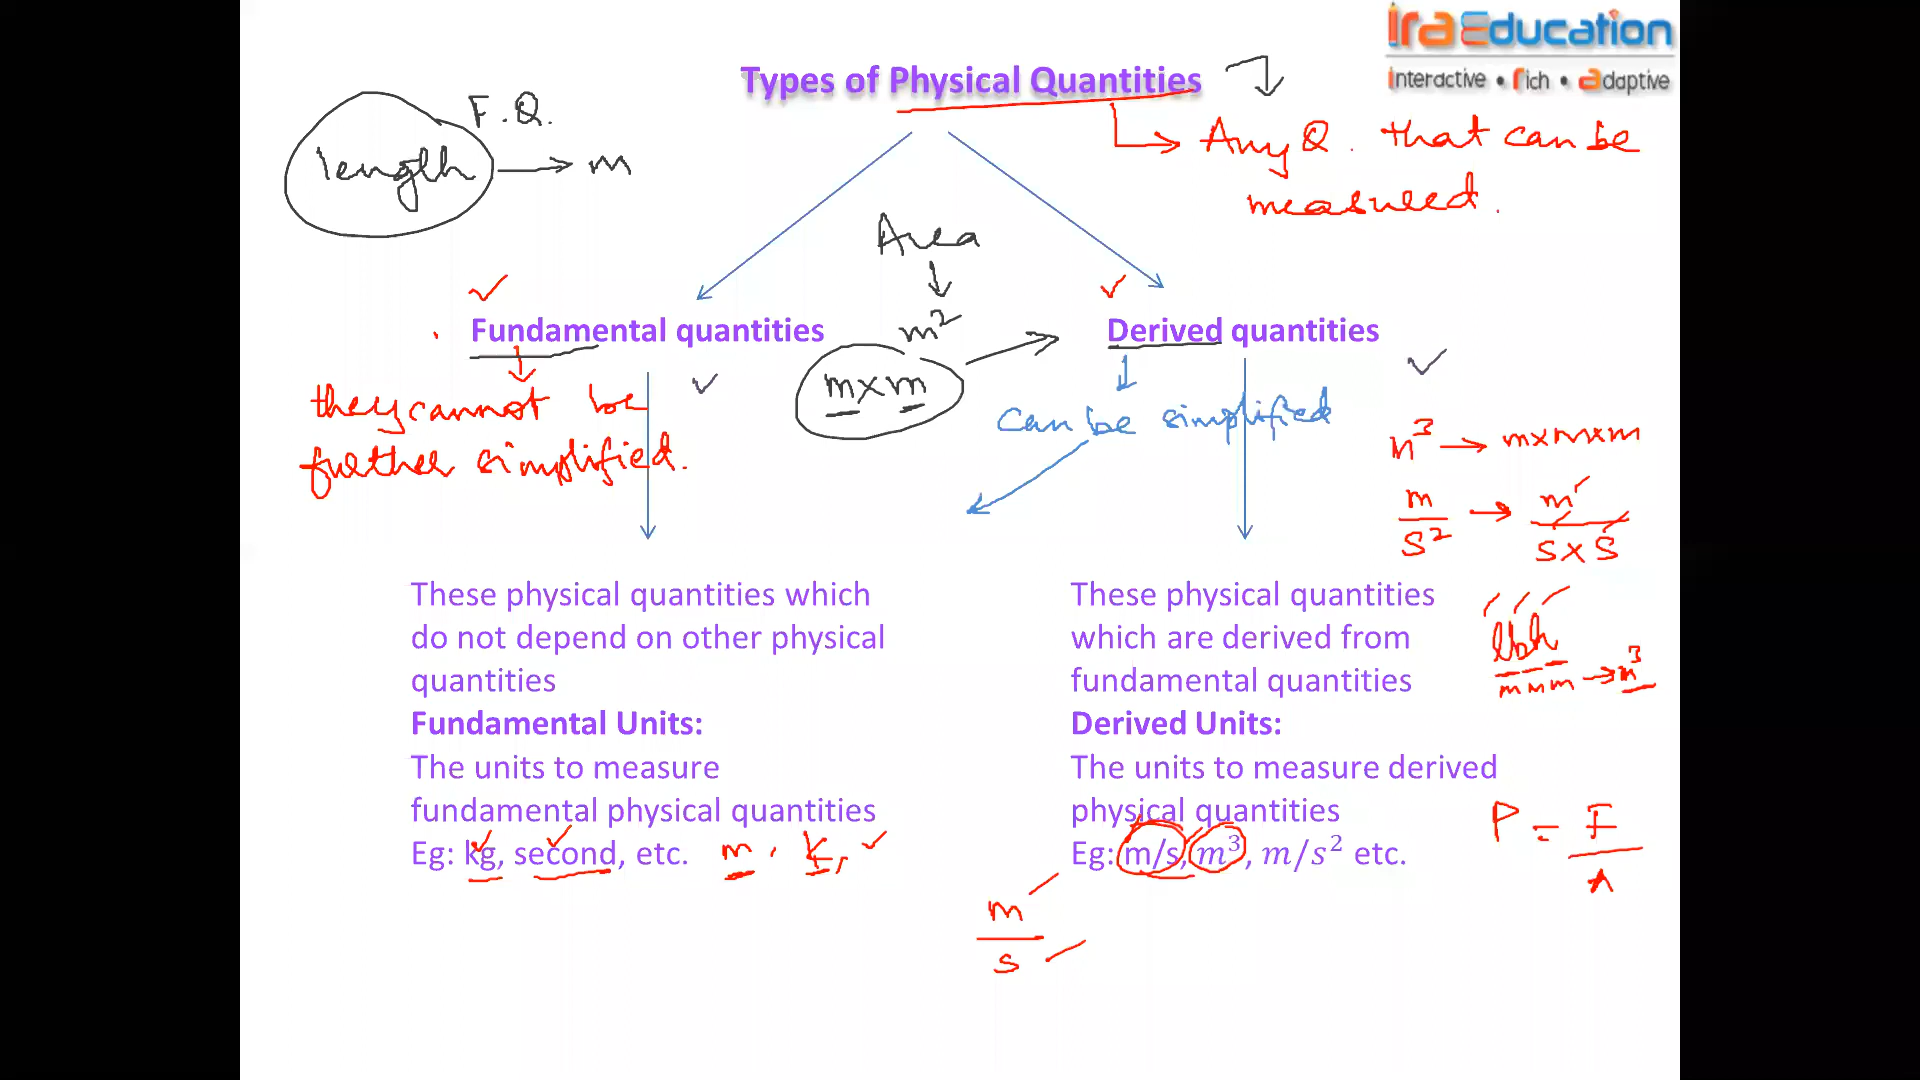 Ira Education
interactive • rich • adaptive
Types of Physical Quantities
F.Q.
length → m
Any Q. that can be
measured.
Area
m²
m×m
Fundamental quantities
Derived quantities
they cannot be
further simplified.
can be simplified
m³ → m×m×m
m/s² → m/s×s
These physical quantities which
do not depend on other physical
quantities
Fundamental Units:
The units to measure
fundamental physical quantities
Eg: kg, second, etc. m, K,
These physical quantities
which are derived from
fundamental quantities
Derived Units:
The units to measure derived
physical quantities
Eg: m/s, m³, m/s² etc.
lbh
m m m → m³
P = F/A
m/s